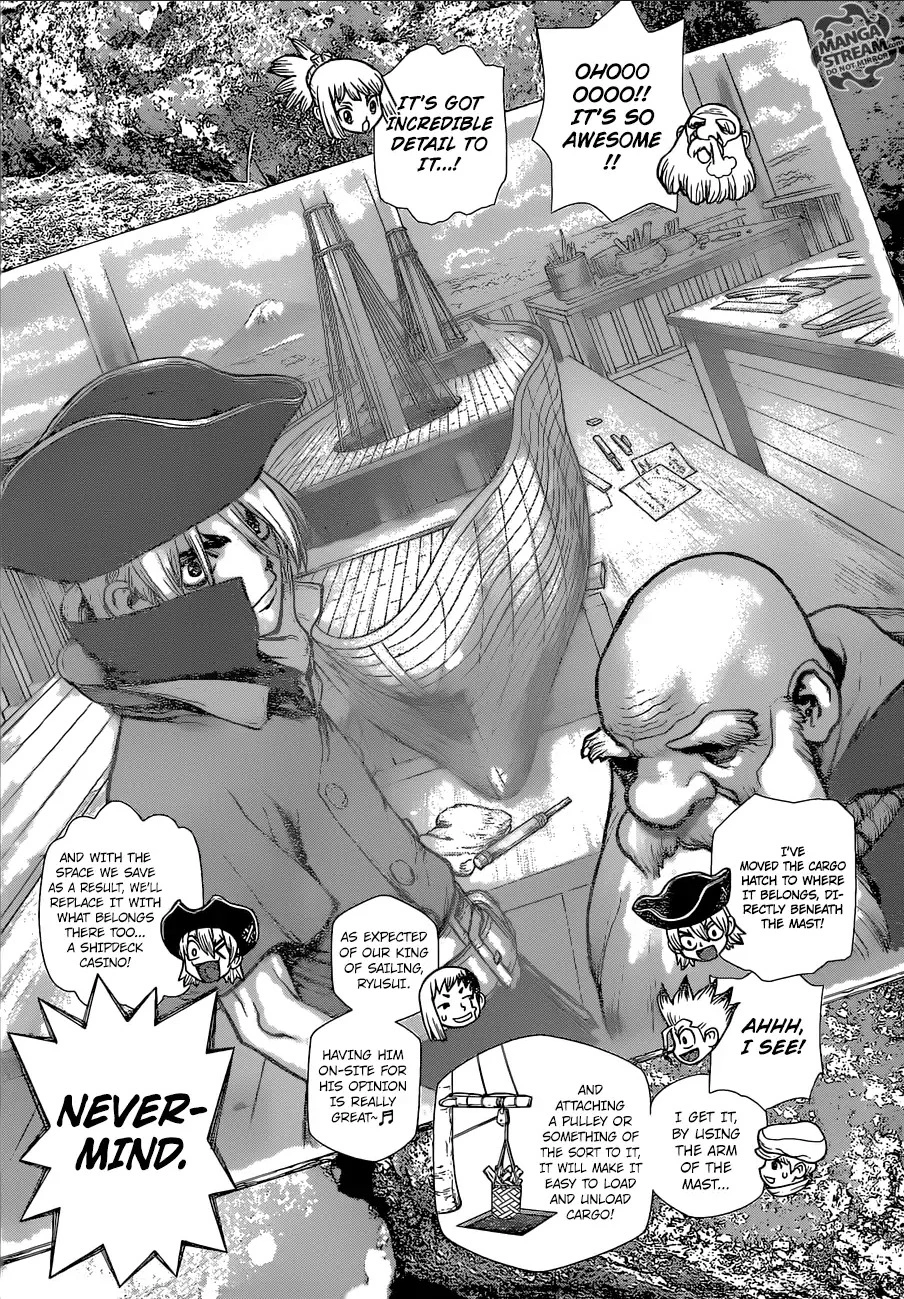 MANGA
STREAM
DO NOT MIRROR
OHOOO
OOOO!!
IT'S SO
AWESOME
!!
IT'S GOT
INCREDIBLE
DETAIL TO
IT...!
I'VE
MOVED THE CARGO
HATCH TO WHERE
IT BELONGS, DI-
RECTLY BENEATH
THE MAST!
AHHH,
I SEE!
I GET IT,
BY USING
THE ARM
OF THE
MAST...
AND
ATTACHING
A PULLEY OR
SOMETHING OF
THE SORT TO IT,
IT WILL MAKE IT
EASY TO LOAD
AND UNLOAD
CARGO!
AS EXPECTED
OF OUR KING
OF SAILING,
RYUSUI.
HAVING HIM
ON-SITE FOR
HIS OPINION
IS REALLY
GREAT~♫
AND WITH THE
SPACE WE SAVE
AS A RESULT, WE'LL
REPLACE IT WITH
WHAT BELONGS
THERE TOO...
A SHIPDECK
CASINO!
NEVER-
MIND.